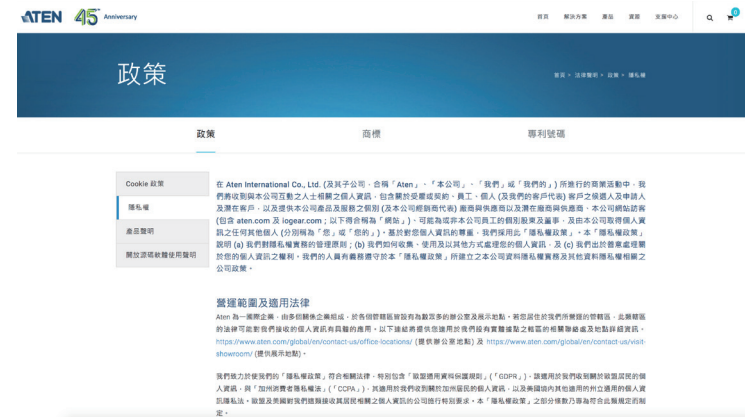 ATEN 45th Anniversary
首頁 解決方案 產品 資源 支援中心 0
政策
首頁 > 法律聲明 > 政策 > 隱私權
政策 商標 專利號碼
Cookie 政策
隱私權
產品聲明
開放源碼軟體使用聲明
在 Aten International Co., Ltd. (及其子公司，合稱「Aten」、「本公司」、「我們」或「我們的」) 所進行的商業活動中，我
們將收到與本公司互動之人士相關之個人資訊，包含關於受雇或契約、員工、個人 (及我們的客戶代表) 客戶之候選人及申請人
及潛在客戶，以及提供本公司產品及服務之個別 (及本公司經銷商代表) 廠商與供應商以及潛在廠商與供應商、本公司網站訪客
(包含 aten.com 及 iogear.com；以下得合稱為「網站」)、可能為或非本公司員工的個別股東及董事，及由本公司取得個人資
訊之任何其他個人 (分別稱為「您」或「您的」)。基於對您個人資訊的尊重，我們採用此「隱私權政策」。本「隱私權政策」
說明 (a) 我們對隱私權實務的管理原則；(b) 我們如何收集、使用及以其他方式處理您的個人資訊，及 (c) 我們出於善意處理關
於您的個人資訊之權利。我們的人員有義務遵守於本「隱私權政策」所建立之本公司資料隱私權實務及其他資料隱私權相關之
公司政策。
營運範圍及適用法律
Aten 為一國際企業，由多個關係企業組成，於各個管轄區皆設有為數眾多的辦公室及展示地點。若您居住於我們所營運的管轄區，此類轄區
的法律可能對我們接收的個人資訊有具體的應用。以下連結將提供您適用於我們設有實體據點之轄區的相關聯絡處及地點詳細資訊。
https://www.aten.com/global/en/contact-us/office-locations/ (提供辦公室地點) 及 https://www.aten.com/global/en/contact-us/visit-
showroom/ (提供展示地點)。
我們致力於使我們的「隱私權政策」符合相關法律，特別包含「歐盟通用資料保護規則」(「GDPR」)，該適用於我們收到關於歐盟居民的個
人資訊，與「加州消費者隱私權法」(「CCPA」)，其適用於我們收到關於加州居民的個人資訊，以及美國境內其他適用的州立通用的個人資
訊隱私法。歐盟及美國對我們這類接收其居民相關之個人資訊的公司施行特別要求。本「隱私權政策」之部分條款乃專為符合此類規定而制
定。